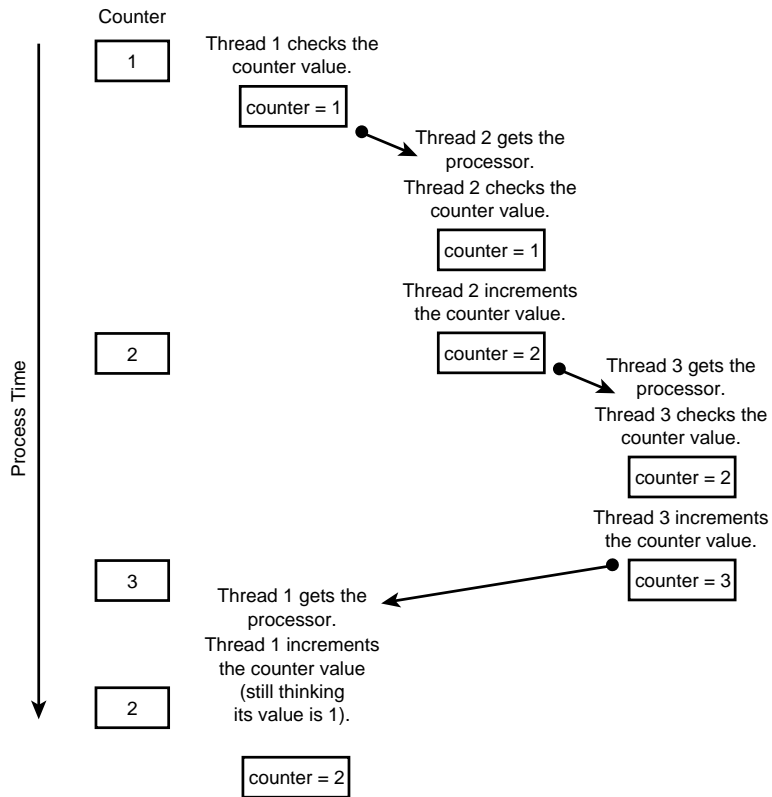 Counter
1
Thread 1 checks the
counter value.
counter = 1
Thread 2 gets the
processor.
Thread 2 checks the
counter value.
counter = 1
Thread 2 increments
the counter value.
2
counter = 2
Thread 3 gets the
processor.
Thread 3 checks the
counter value.
counter = 2
Thread 3 increments
the counter value.
3
counter = 3
Thread 1 gets the
processor.
Thread 1 increments
the counter value
(still thinking
its value is 1).
2
counter = 2
Process Time